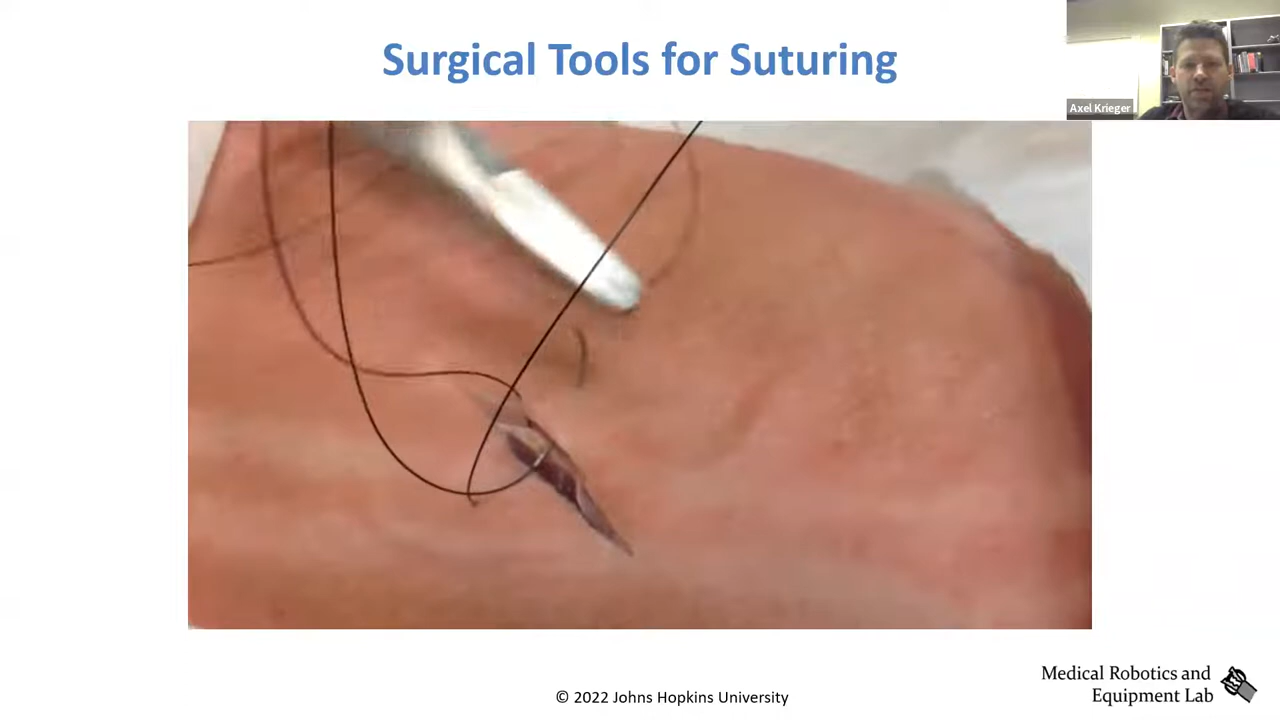 Surgical Tools for Suturing
Axel Krieger
Medical Robotics and
Equipment Lab
© 2022 Johns Hopkins University